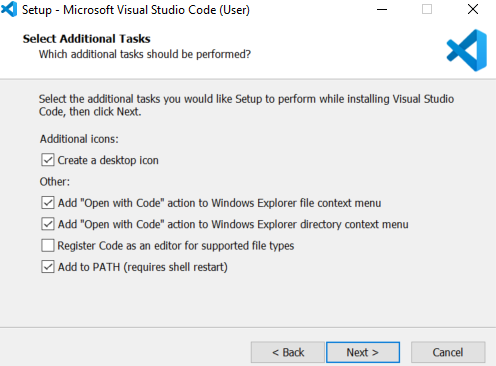 Setup - Microsoft Visual Studio Code (User)
Select Additional Tasks
Which additional tasks should be performed?
Select the additional tasks you would like Setup to perform while installing Visual Studio
Code, then click Next.
Additional icons:
Create a desktop icon
Other:
Add "Open with Code" action to Windows Explorer file context menu
Add "Open with Code" action to Windows Explorer directory context menu
Register Code as an editor for supported file types
Add to PATH (requires shell restart)
< Back
Next >
Cancel